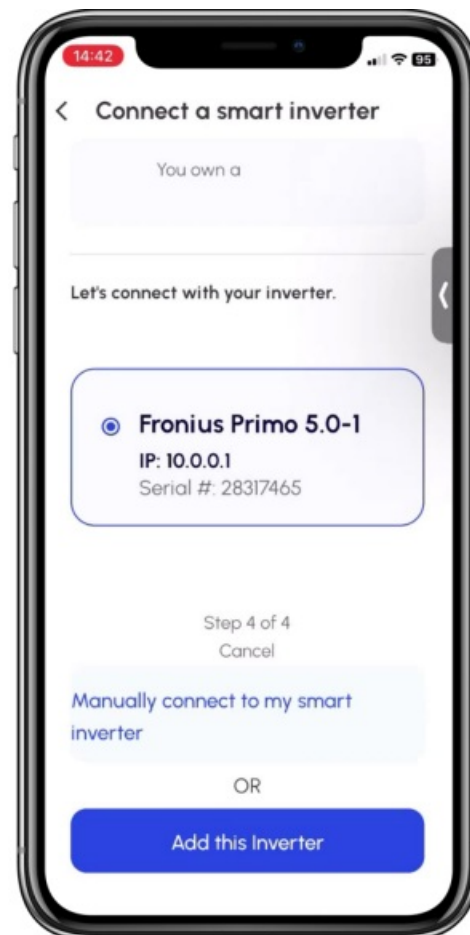 14:42
95
Connect a smart inverter
You own a
Let's connect with your inverter.
Fronius Primo 5.0-1
IP: 10.0.0.1
Serial #: 28317465
Step 4 of 4
Cancel
Manually connect to my smart
inverter
OR
Add this Inverter